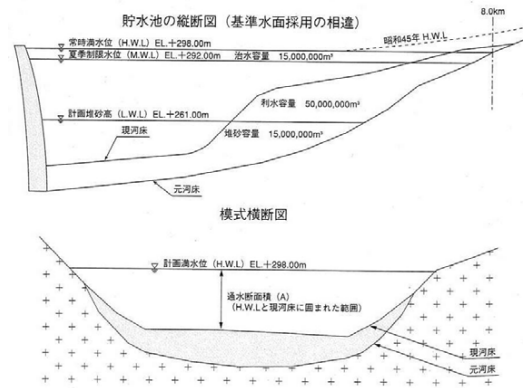 貯水池の縦断図（基準水面採用の相違）
8.0km
昭和45年 H.W.L
常時満水位（H.W.L）EL.＋298.00m
夏季制限水位（M.W.L）EL.＋292.00m 治水容量 15,000,000m³
利水容量 50,000,000m³
計画堆砂高（L.W.L）EL.＋261.00m
堆砂容量 15,000,000m³
現河床
元河床
模式横断図
計画満水位（H.W.L）EL.＋298.00m
通水断面積（A）
（H.W.Lと現河床に囲まれた範囲）
現河床
元河床